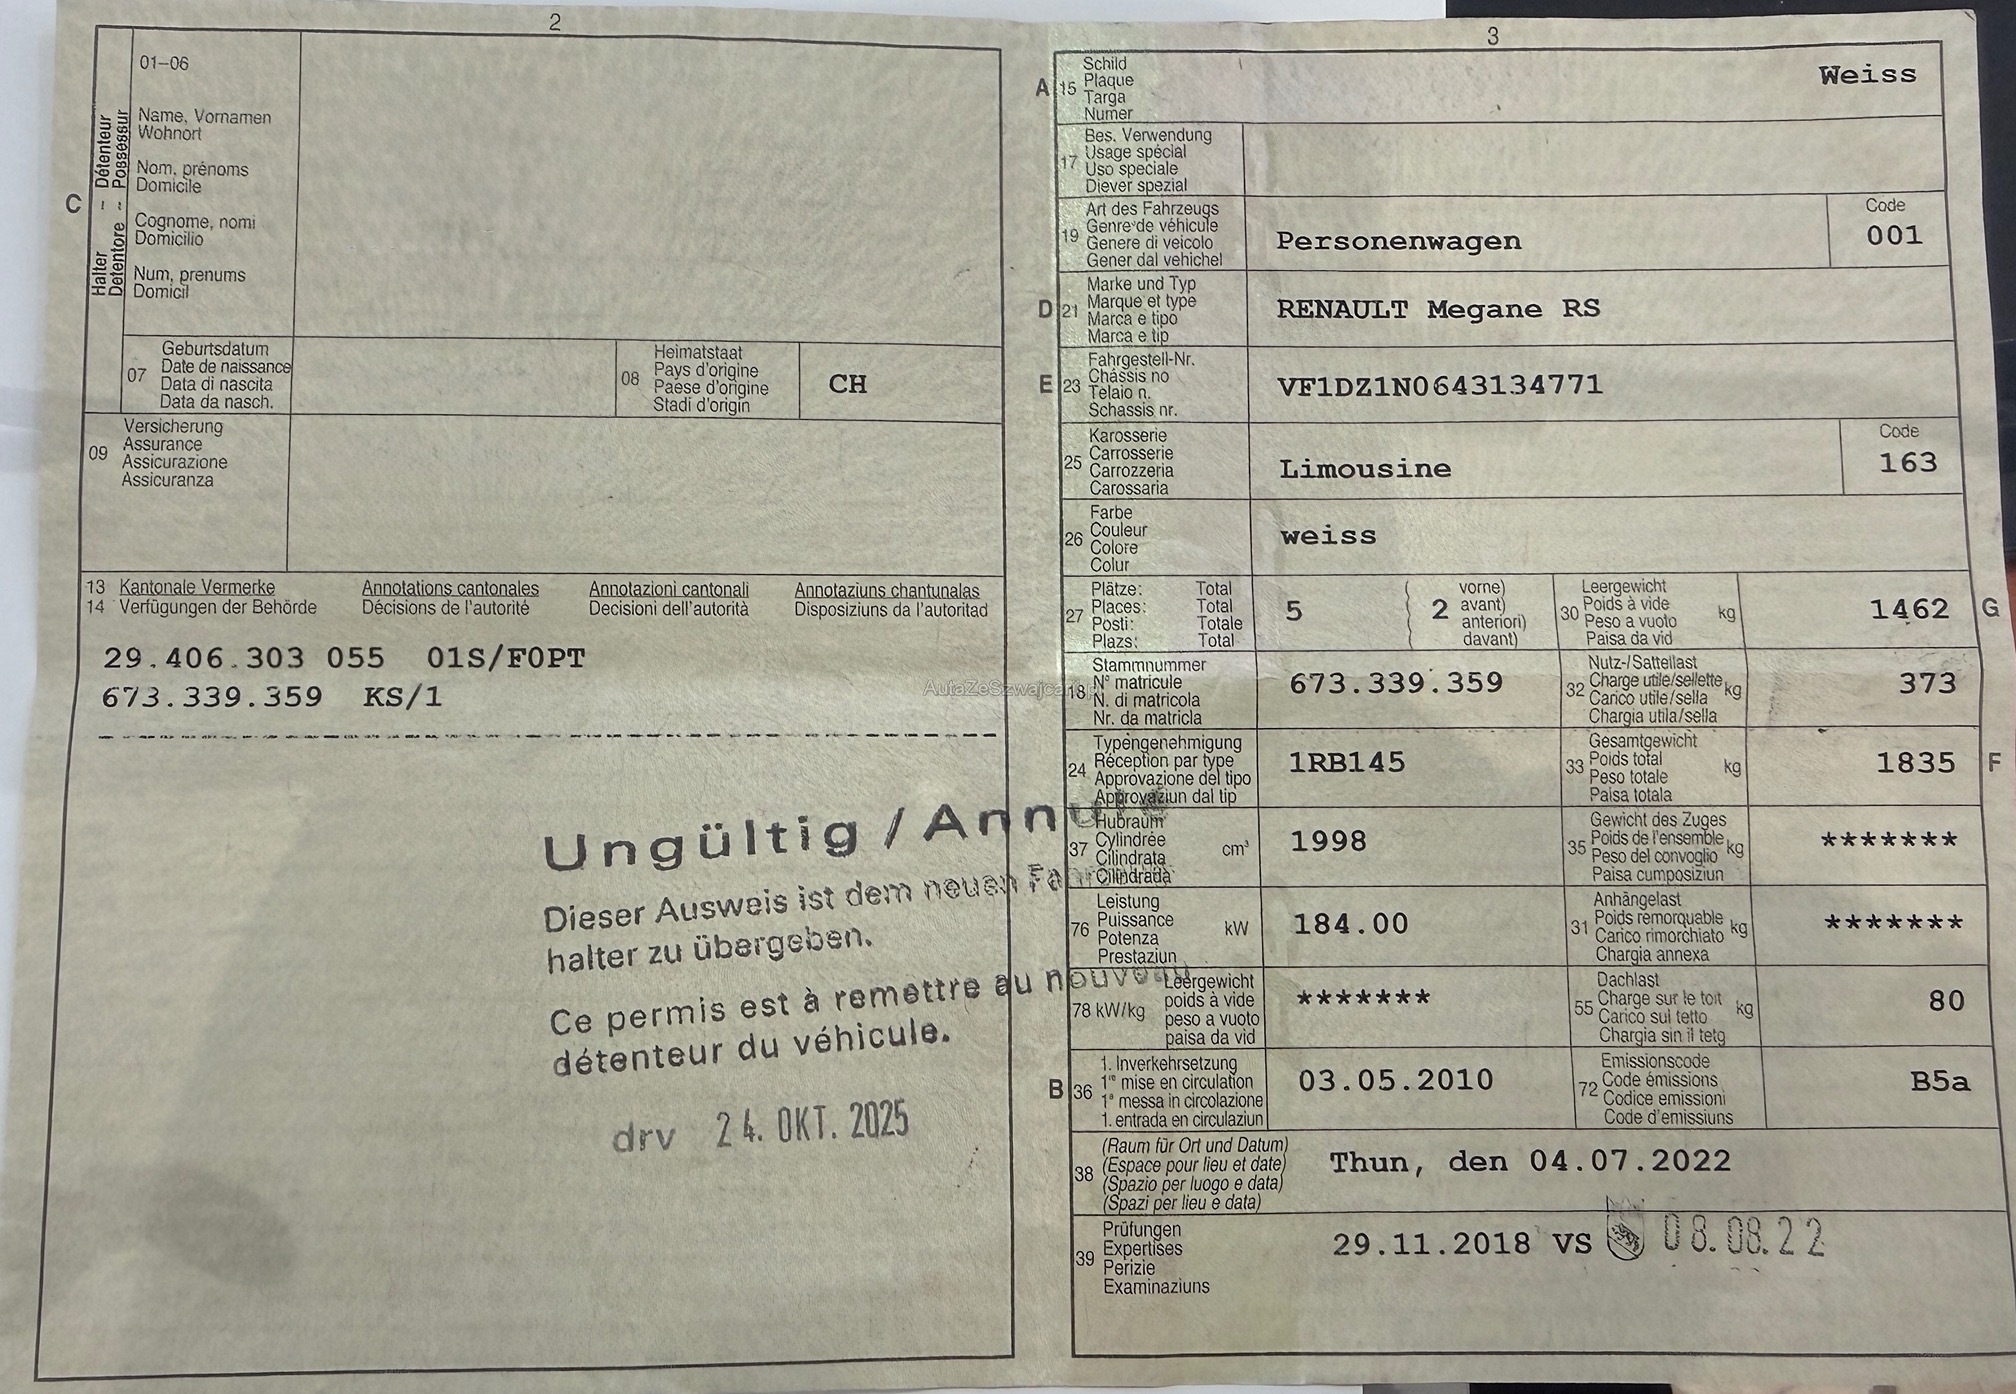 2
01–06
Name, Vornamen
Wohnort
Nom, prénoms
Domicile
Cognome, nomi
Domicilio
Num, prenums
Domicil
C
Halter – Détenteur
Detentore – Possessur
07
Geburtsdatum
Date de naissance
Data di nascita
Data da nasch.
08
Heimatstaat
Pays d'origine
Paese d'origine
Stadi d'origin
CH
09
Versicherung
Assurance
Assicurazione
Assicuranza
13 Kantonale Vermerke Annotations cantonales Annotazioni cantonali Annotaziuns chantunalas
14 Verfügungen der Behörde Décisions de l'autorité Decisioni dell'autorità Disposiziuns da l'autoritad
29.406.303 055 01S/F0PT
673.339.359 KS/1
Ungültig / Annulé
Dieser Ausweis ist dem neuen
halter zu übergeben.
Ce permis est à remettre au nouveau
détenteur du véhicule.
drv 24. OKT. 2025
AutaZeSzwajcarii
3
A 15
Schild
Plaque
Targa
Numer
Weiss
17
Bes. Verwendung
Usage spécial
Uso speciale
Diever spezial
19
Art des Fahrzeugs
Genre de véhicule
Genere di veicolo
Gener dal vehichel
Personenwagen
Code
001
D 21
Marke und Typ
Marque et type
Marca e tipo
Marca e tip
RENAULT Megane RS
E 23
Fahrgestell-Nr.
Châssis no
Telaio n.
Schassis nr.
VF1DZ1N0643134771
25
Karosserie
Carrosserie
Carrozzeria
Carossaria
Limousine
Code
163
26
Farbe
Couleur
Colore
Colur
weiss
27
Plätze: Total
Places: Total
Posti: Totale
Plazs: Total
5
2
vorne)
avant)
anteriori)
davant)
30
Leergewicht
Poids à vide
Peso a vuoto
Paisa da vid
kg
1462
G
18
Stammnummer
N° matricule
N. di matricola
Nr. da matricla
673.339.359
32
Nutz-/Sattellast
Charge utile/sellette
Carico utile/sella
Chargia utila/sella
kg
373
24
Typengenehmigung
Réception par type
Approvazione del tipo
Approvaziun dal tip
1RB145
33
Gesamtgewicht
Poids total
Peso totale
Paisa totala
kg
1835
F
37
Hubraum
Cylindrée
Cilindrata
Cilindrada
cm³
1998
35
Gewicht des Zuges
Poids de l'ensemble
Peso del convoglio
Paisa cumposiziun
kg
*******
76
Leistung
Puissance
Potenza
Prestaziun
kW
184.00
31
Anhängelast
Poids remorquable
Carico rimorchiato
Chargia annexa
kg
*******
78 kW/kg
Leergewicht
poids à vide
peso a vuoto
paisa da vid
*******
55
Dachlast
Charge sur le toit
Carico sul tetto
Chargia sin il tetg
kg
80
B 36
1. Inverkehrsetzung
1re mise en circulation
1a messa in circolazione
1. entrada en circulaziun
03.05.2010
72
Emissionscode
Code émissions
Codice emissioni
Code d'emissiuns
B5a
38
(Raum für Ort und Datum)
(Espace pour lieu et date)
(Spazio per luogo e data)
(Spazi per lieu e data)
Thun, den 04.07.2022
39
Prüfungen
Expertises
Perizie
Examinaziuns
29.11.2018 VS 08.08.22